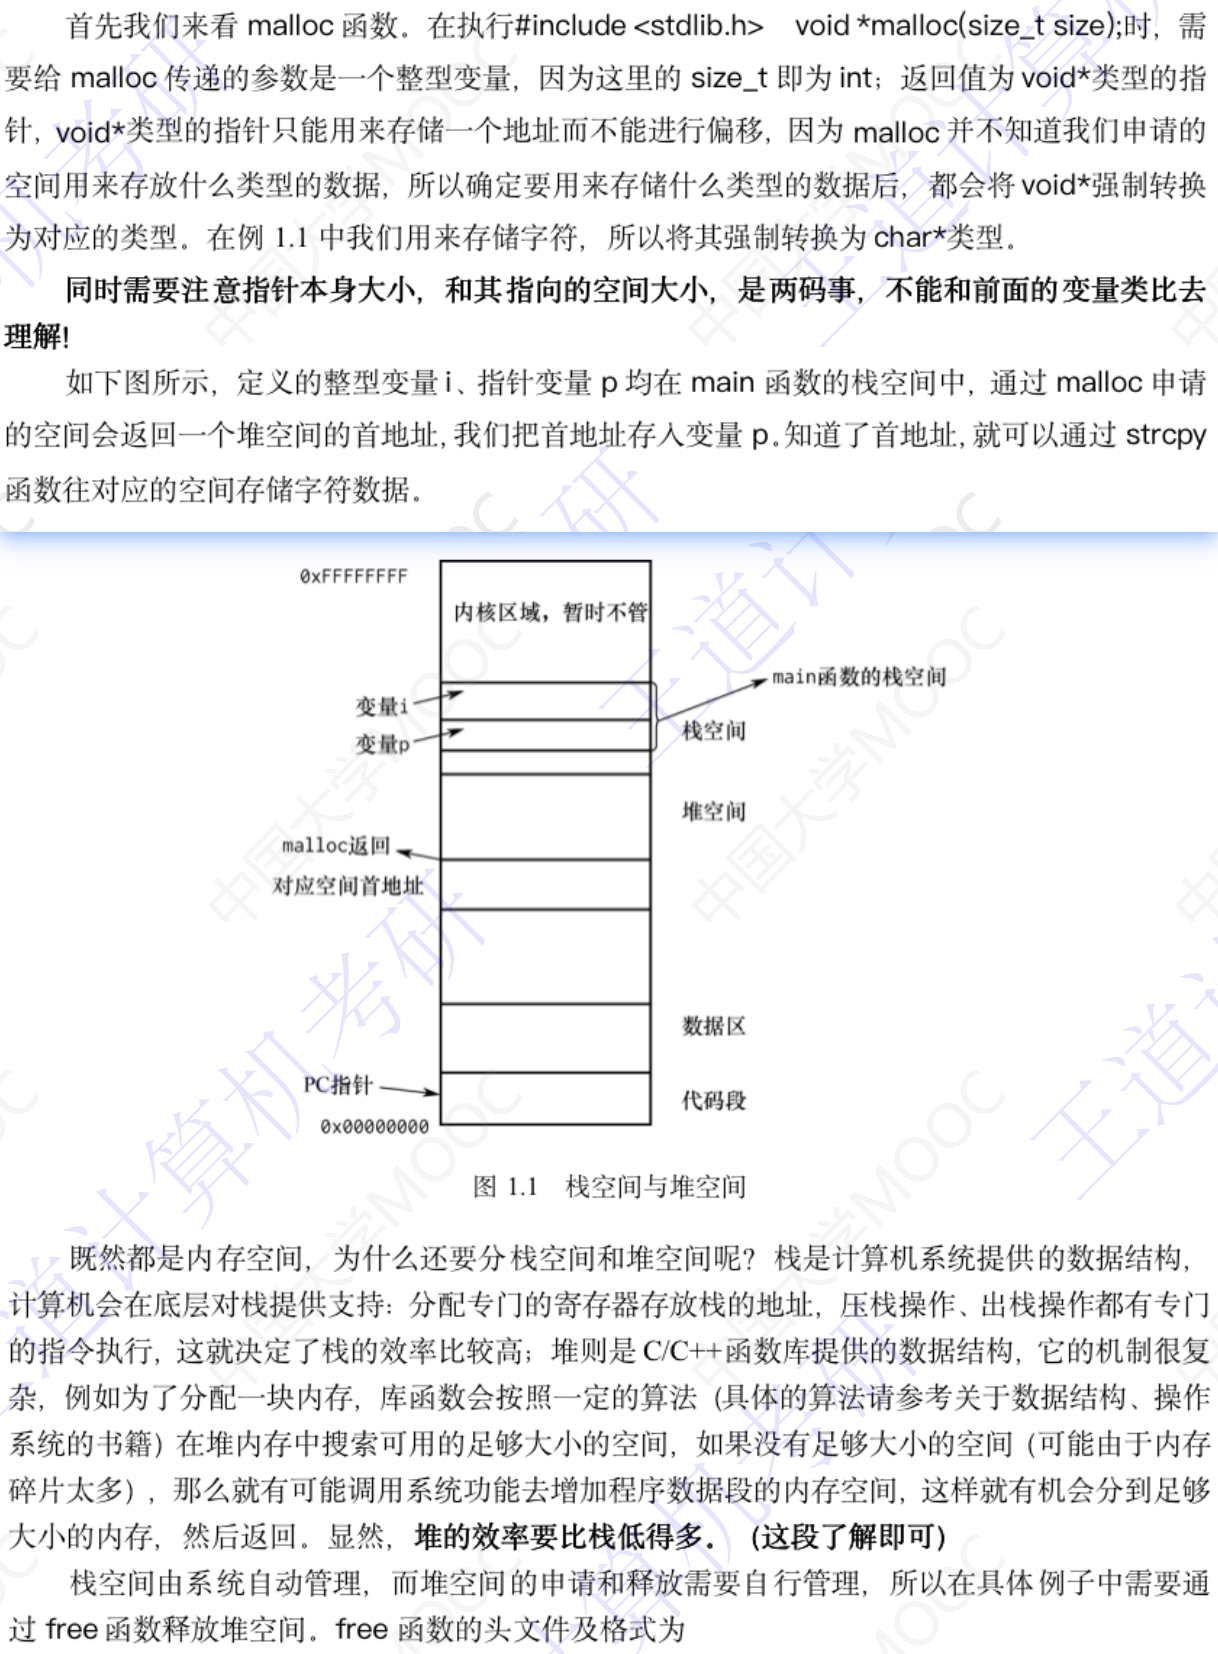 首先我们来看 malloc 函数。在执行#include <stdlib.h> void *malloc(size_t size);时，需
要给 malloc 传递的参数是一个整型变量，因为这里的 size_t 即为 int；返回值为 void*类型的指
针，void*类型的指针只能用来存储一个地址而不能进行偏移，因为 malloc 并不知道我们申请的
空间用来存放什么类型的数据，所以确定要用来存储什么类型的数据后，都会将 void*强制转换
为对应的类型。在例 1.1 中我们用来存储字符，所以将其强制转换为 char*类型。
同时需要注意指针本身大小，和其指向的空间大小，是两码事，不能和前面的变量类比去
理解!
如下图所示，定义的整型变量 i、指针变量 p 均在 main 函数的栈空间中，通过 malloc 申请
的空间会返回一个堆空间的首地址,我们把首地址存入变量 p。知道了首地址,就可以通过 strcpy
函数往对应的空间存储字符数据。
0xFFFFFFFF
内核区域，暂时不管
main函数的栈空间
变量i
栈空间
变量p
堆空间
malloc返回
对应空间首地址
数据区
PC指针
代码段
0x00000000
图 1.1 栈空间与堆空间
既然都是内存空间，为什么还要分栈空间和堆空间呢？栈是计算机系统提供的数据结构，
计算机会在底层对栈提供支持：分配专门的寄存器存放栈的地址，压栈操作、出栈操作都有专门
的指令执行，这就决定了栈的效率比较高；堆则是 C/C++函数库提供的数据结构，它的机制很复
杂，例如为了分配一块内存，库函数会按照一定的算法（具体的算法请参考关于数据结构、操作
系统的书籍）在堆内存中搜索可用的足够大小的空间，如果没有足够大小的空间（可能由于内存
碎片太多），那么就有可能调用系统功能去增加程序数据段的内存空间，这样就有机会分到足够
大小的内存，然后返回。显然，堆的效率要比栈低得多．（这段了解即可）
栈空间由系统自动管理，而堆空间的申请和释放需要自行管理，所以在具体例子中需要通
过 free 函数释放堆空间。free 函数的头文件及格式为
王道计算机考研
中国大学MOOC